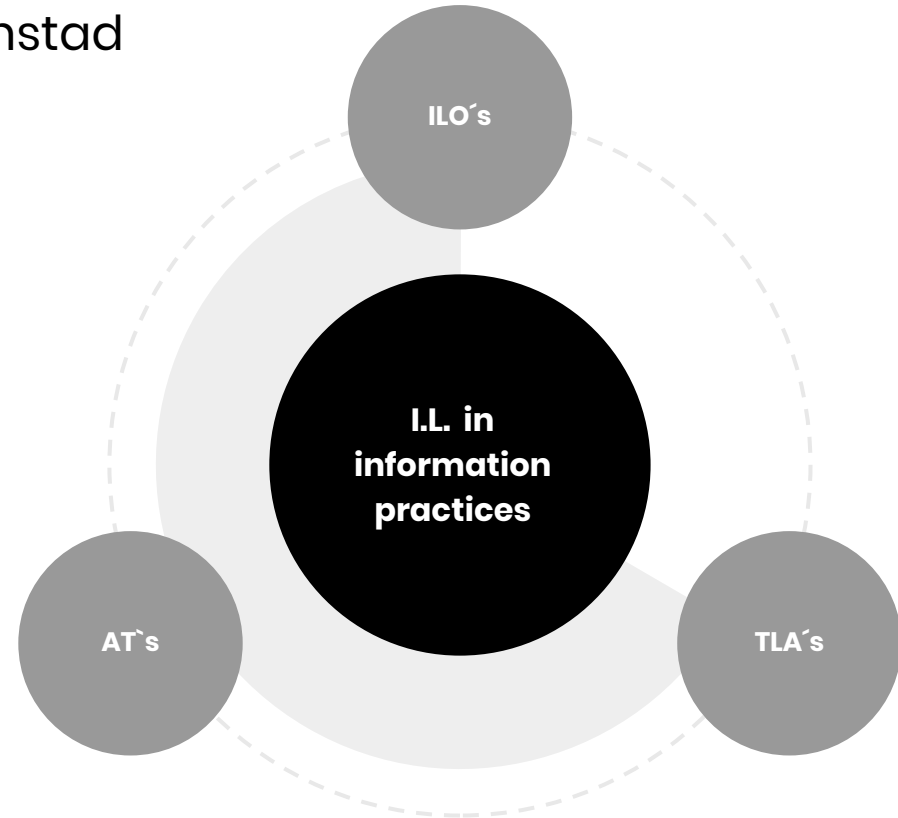 nstad
ILO´s
I.L. in
information
practices
AT`s
TLA´s